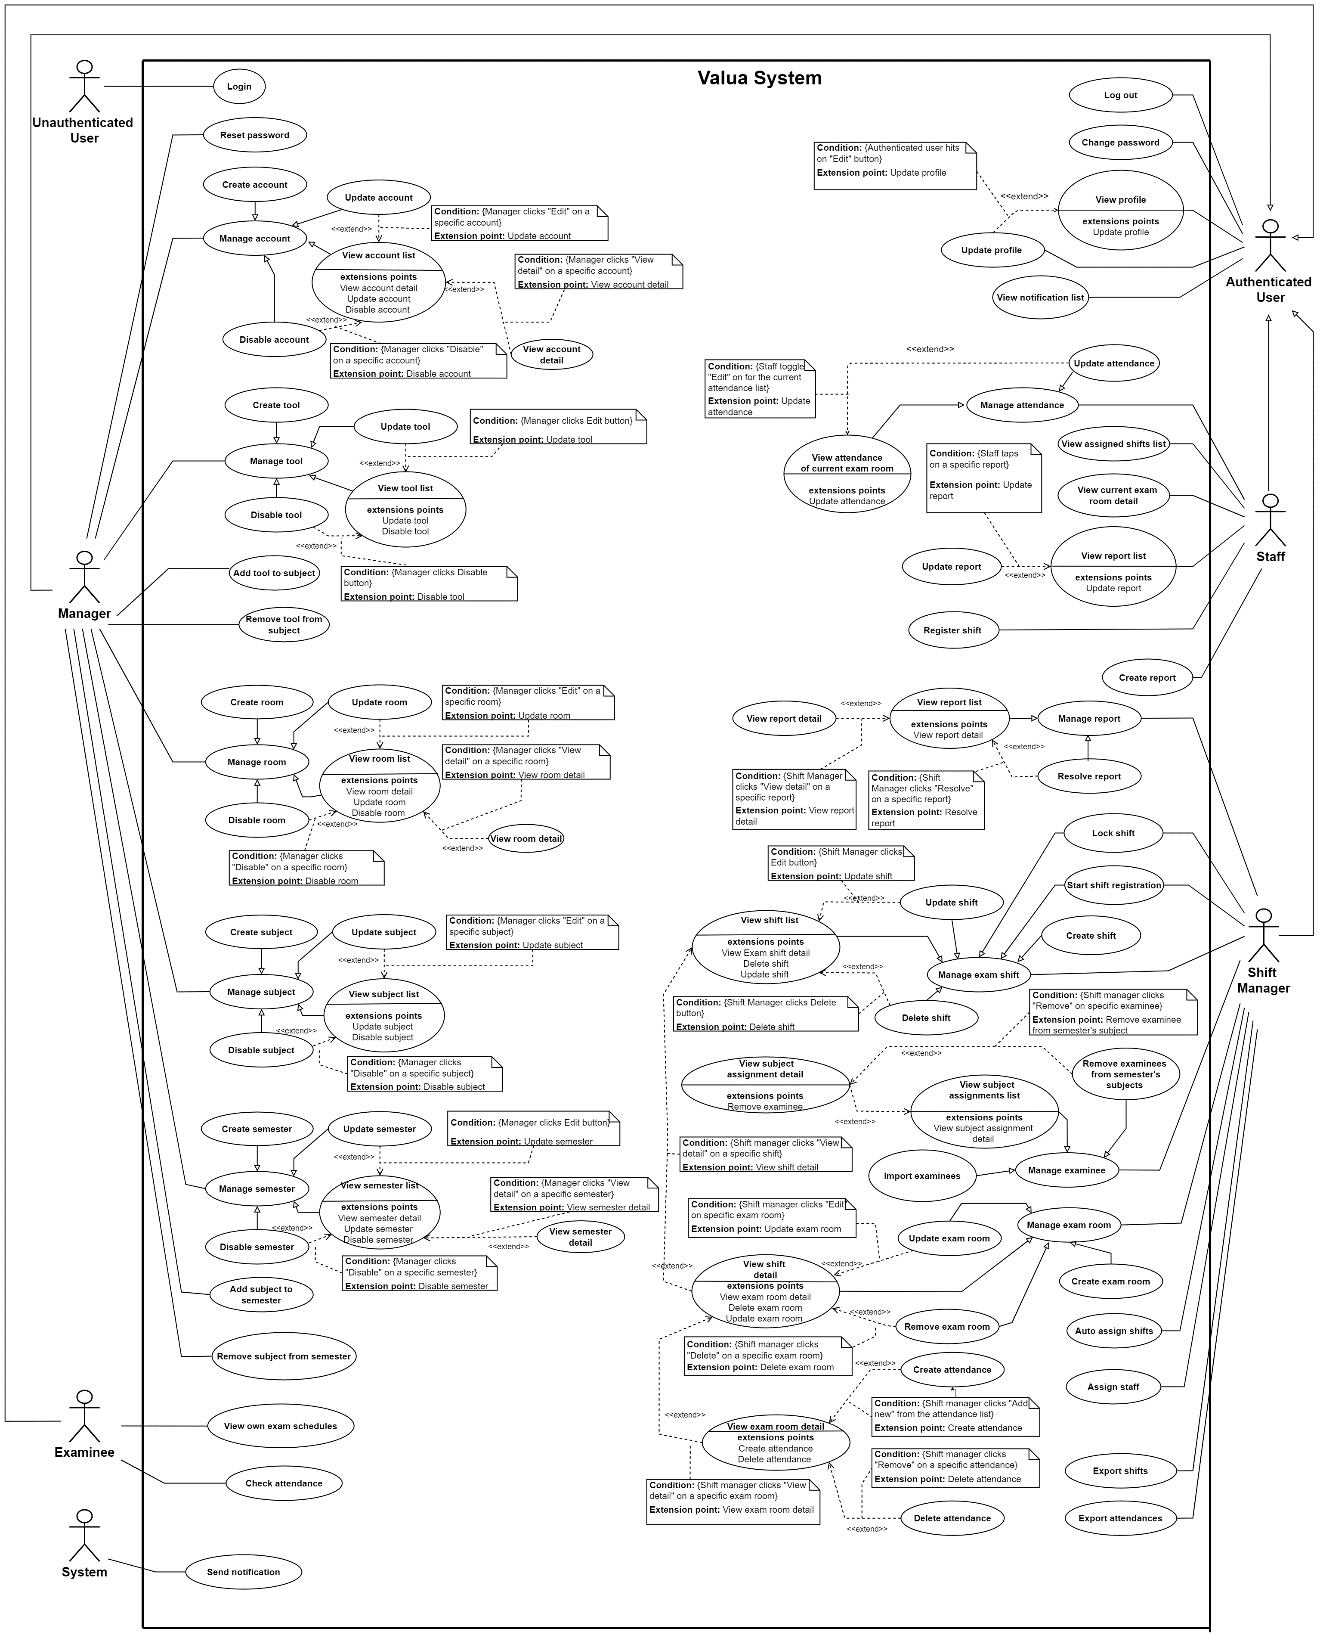 Valua System
Unauthenticated
User
Login
Reset password
Create account
Update account
Condition: {Manager clicks "Edit" on a
specific account}
Extension point: Update account
<<extend>>
Manage account
View account list
extensions points
View account detail
Update account
Disable account
Condition: {Manager clicks "View
detail" on a specific account}
Extension point: View account detail
<<extend>>
<<extend>>
Disable account
Condition: {Manager clicks "Disable"
on a specific account}
Extension point: Disable account
View account
detail
Create tool
Update tool
Condition: {Manager clicks Edit button}
Extension point: Update tool
<<extend>>
Manage tool
View tool list
extensions points
Update tool
Disable tool
Disable tool
<<extend>>
Condition: {Manager clicks Disable
button}
Extension point: Disable tool
Add tool to subject
Manager
Remove tool from
subject
Create room
Update room
Condition: {Manager clicks "Edit" on a
specific room}
Extension point: Update room
<<extend>>
Manage room
View room list
extensions points
View room detail
Update room
Disable room
Condition: {Manager clicks "View
detail" on a specific room}
Extension point: View room detail
Disable room
<<extend>>
<<extend>>
View room detail
Condition: {Manager clicks
"Disable" on a specific room}
Extension point: Disable room
Create subject
Update subject
Condition: {Manager clicks "Edit" on a
specific subject}
Extension point: Update subject
<<extend>>
Manage subject
View subject list
extensions points
Update subject
Disable subject
<<extend>>
Disable subject
Condition: {Manager clicks
"Disable" on a specific subject}
Extension point: Disable subject
Create semester
Update semester
Condition: {Manager clicks Edit button}
Extension point: Update semester
<<extend>>
Manage semester
View semester list
extensions points
View semester detail
Update semester
Disable semester
Condition: {Manager clicks "View
detail" on a specific semester}
Extension point: View semester detail
<<extend>>
<<extend>>
Disable semester
View semester
detail
Condition: {Manager clicks
"Disable" on a specific semester}
Extension point: Disable semester
Add subject to
semester
Remove subject from semester
View own exam schedules
Examinee
Check attendance
System
Send notification
Log out
Change password
Condition: {Authenticated user hits
on "Edit" button}
Extension point: Update profile
<<extend>>
View profile
extensions points
Update profile
Update profile
Authenticated
User
View notification list
<<extend>>
Update attendance
Condition: {Staff toggle
"Edit" on for the current
attendance list}
Extension point: Update
attendance
Manage attendance
View attendance
of current exam room
extensions points
Update attendance
Condition: {Staff taps
on a specific report}
Extension point: Update
report
View assigned shifts list
View current exam
room detail
Staff
Update report
<<extend>>
View report list
extensions points
Update report
Register shift
Create report
View report detail
<<extend>>
View report list
extensions points
View report detail
Manage report
<<extend>>
Resolve report
Condition: {Shift Manager
clicks "View detail" on a
specific report}
Extension point: View report
detail
Condition: {Shift
Manager clicks "Resolve"
on a specific report}
Extension point: Resolve
report
Lock shift
Condition: {Shift Manager clicks
Edit button}
Extension point: Update shift
Start shift registration
<<extend>>
Update shift
View shift list
extensions points
View Exam shift detail
Delete shift
Update shift
Create shift
Manage exam shift
<<extend>>
Shift
Manager
Condition: {Shift Manager clicks Delete
button}
Extension point: Delete shift
Delete shift
Condition: {Shift manager clicks
"Remove" on specific examinee}
Extension point: Remove examinee
from semester's subject
<<extend>>
View subject
assignment detail
extensions points
Remove examinee
Remove examinees
from semester's
subjects
View subject
assignments list
extensions points
View subject assignment
detail
<<extend>>
Condition: {Shift manager clicks "View
detail" on a specific shift}
Extension point: View shift detail
Import examinees
Manage examinee
Condition: {Shift manager clicks "Edit"
on specific exam room}
Extension point: Update exam room
Manage exam room
Update exam room
<<extend>>
<<extend>>
View shift
detail
extensions points
View exam room detail
Delete exam room
Update exam room
Create exam room
<<extend>>
Remove exam room
Auto assign shifts
Condition: {Shift manager clicks
"Delete" on a specific exam room}
Extension point: Delete exam room
<<extend>>
Create attendance
Assign staff
Condition: {Shift manager clicks "Add
new" from the attendance list}
Extension point: Create attendance
<<extend>>
View exam room detail
extensions points
Create attendance
Delete attendance
Condition: {Shift manager clicks
"Remove" on a specific attendance}
Extension point: Delete attendance
Export shifts
Condition: {Shift manager clicks "View
detail" on a specific exam room}
Extension point: View exam room detail
<<extend>>
Delete attendance
Export attendances